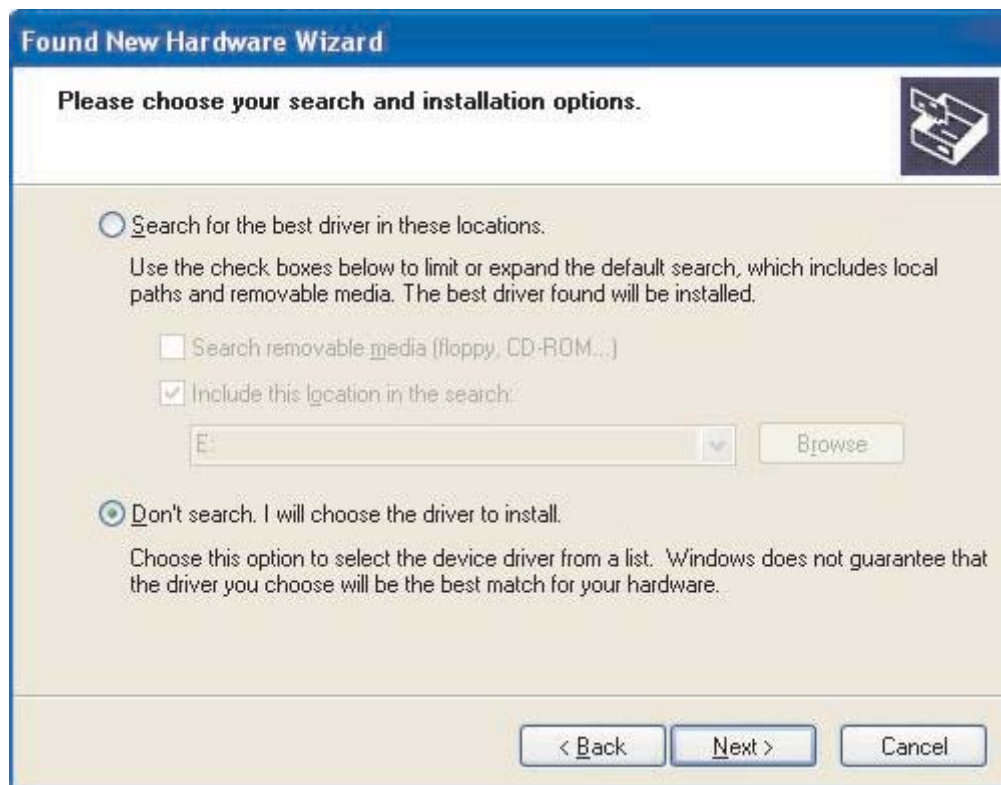 Found New Hardware Wizard
Please choose your search and installation options.
Search for the best driver in these locations.
Use the check boxes below to limit or expand the default search, which includes local
paths and removable media. The best driver found will be installed.
Search removable media (floppy, CD-ROM...)
Include this location in the search:
E:
Browse
Don't search. I will choose the driver to install.
Choose this option to select the device driver from a list. Windows does not guarantee that
the driver you choose will be the best match for your hardware.
< Back Next > Cancel